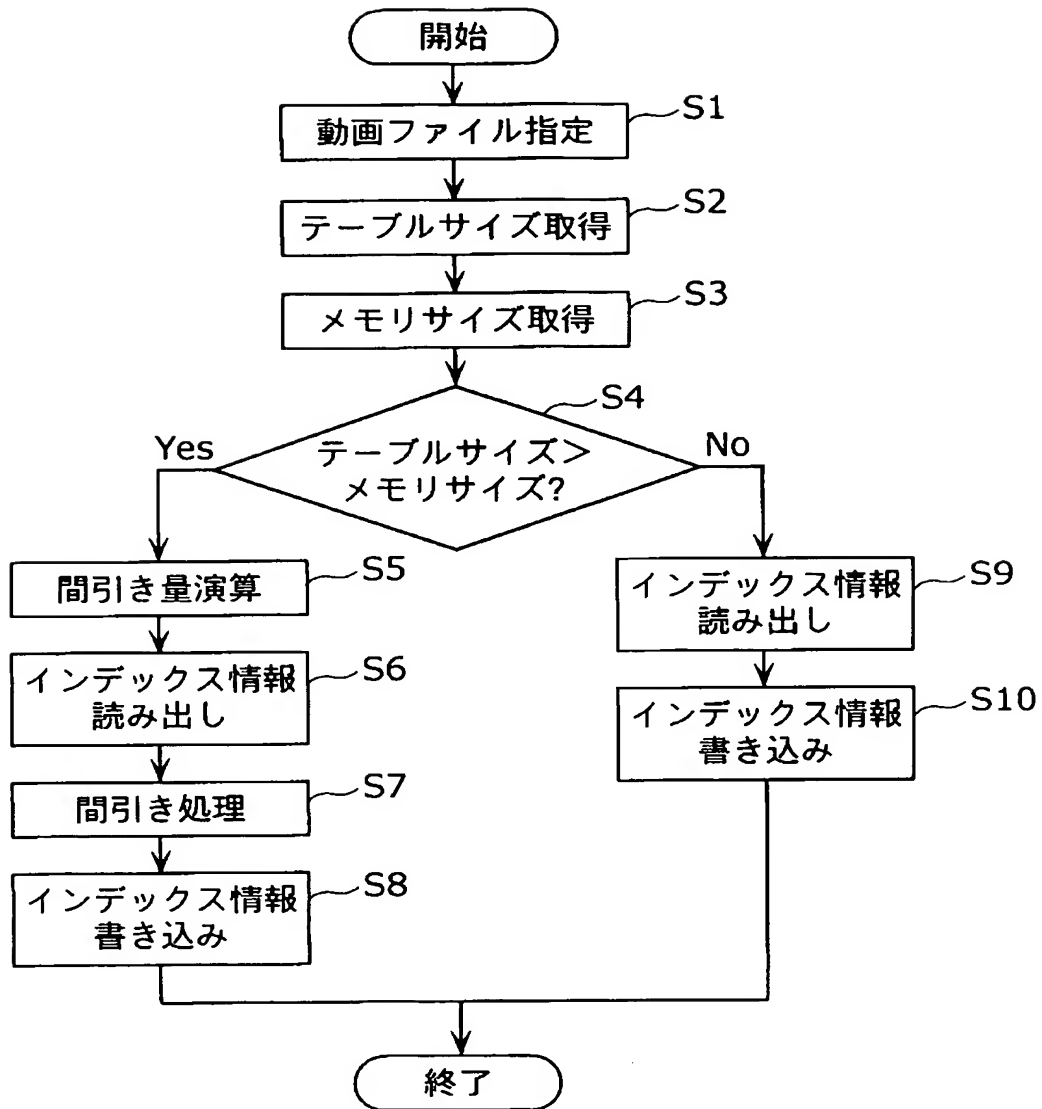 開始
動画ファイル指定
S1
テーブルサイズ取得
S2
メモリサイズ取得
S3
テーブルサイズ>
メモリサイズ?
S4
Yes
No
間引き量演算
S5
インデックス情報
読み出し
S6
間引き処理
S7
インデックス情報
書き込み
S8
インデックス情報
読み出し
S9
インデックス情報
書き込み
S10
終了